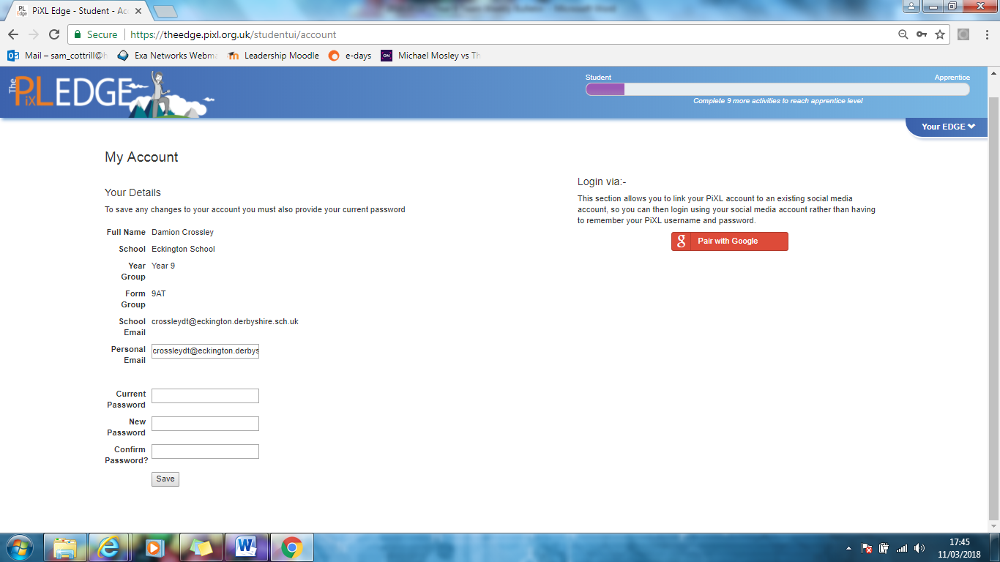 PL
Edge
PiXL Edge - Student - Acc
Microsoft Word
Secure
https://theedge.pixl.org.uk/studentui/account
Mail – sam_cottrill@h
Exa Networks Webma
Leadership Moodle
e-days
ON
Michael Mosley vs Th
The PiXL EDGE
Student
Apprentice
Complete 9 more activities to reach apprentice level
Your EDGE
My Account
Your Details
To save any changes to your account you must also provide your current password
Full Name Damion Crossley
School Eckington School
Year Year 9
Group
Form 9AT
Group
School crossleydt@eckington.derbyshire.sch.uk
Email
Personal crossleydt@eckington.derbys
Email
Current
Password
New
Password
Confirm
Password?
Save
Login via:-
This section allows you to link your PiXL account to an existing social media
account, so you can then login using your social media account rather than having
to remember your PiXL username and password.
g Pair with Google
17:45
11/03/2018